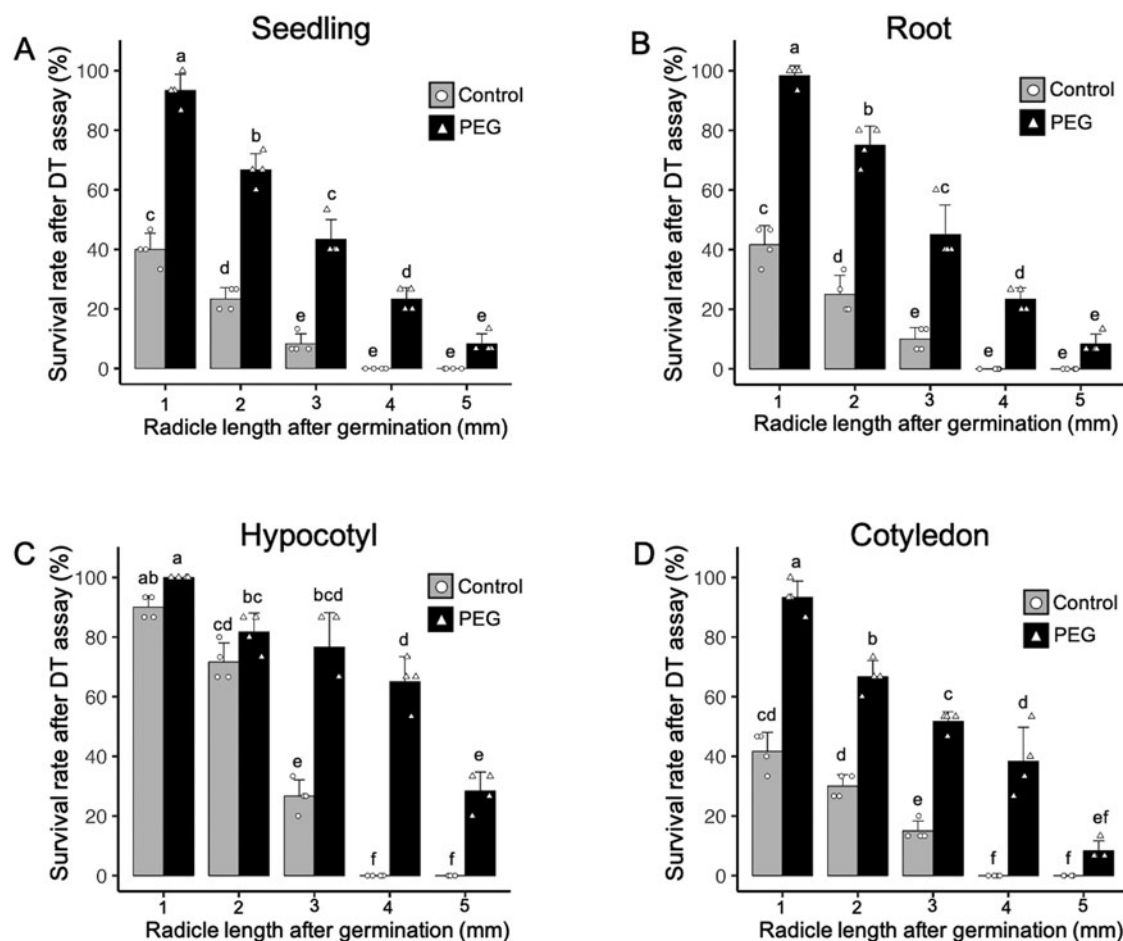 A
Seedling
Survival rate after DT assay (%)
100
80
60
40
20
0
a
b
c
c
d
d
e
e
e
e
Control
PEG
1 2 3 4 5
Radicle length after germination (mm)
B
Root
Survival rate after DT assay (%)
100
80
60
40
20
0
a
b
c
c
d
d
e
e
e
e
Control
PEG
1 2 3 4 5
Radicle length after germination (mm)
C
Hypocotyl
Survival rate after DT assay (%)
100
80
60
40
20
0
ab
a
cd
bc
e
bcd
f
d
f
e
Control
PEG
1 2 3 4 5
Radicle length after germination (mm)
D
Cotyledon
Survival rate after DT assay (%)
100
80
60
40
20
0
cd
a
d
b
e
c
f
d
f
ef
Control
PEG
1 2 3 4 5
Radicle length after germination (mm)